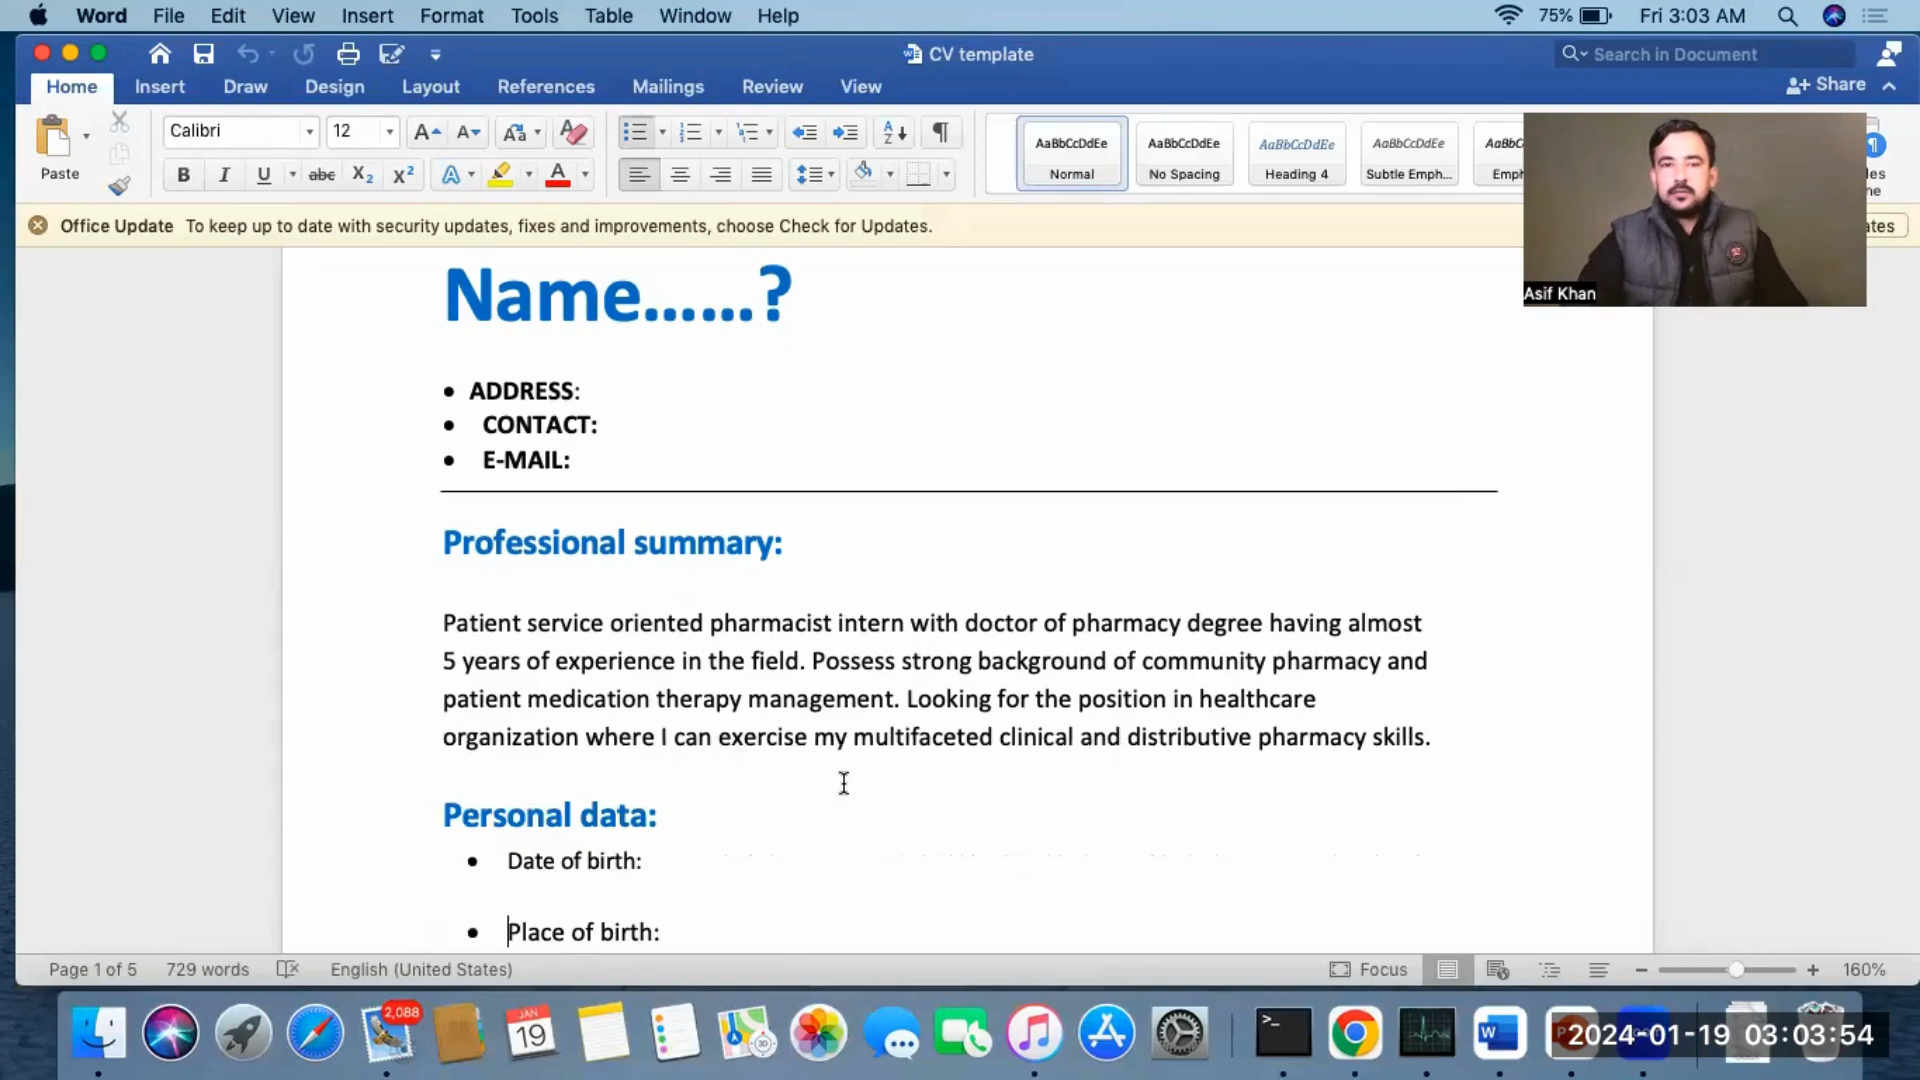 Word File Edit View Insert Format Tools Table Window Help 75% Fri 3:03 AM
CV template Search in Document
Home Insert Draw Design Layout References Mailings Review View Share
Paste Calibri 12 AaBbCcDdEe Normal AaBbCcDdEe No Spacing AaBbCcDdEe Heading 4 AaBbCcDdEe Subtle Emph...
Office Update To keep up to date with security updates, fixes and improvements, choose Check for Updates.
Asif Khan
Name......?
• ADDRESS:
• CONTACT:
• E-MAIL:
Professional summary:
Patient service oriented pharmacist intern with doctor of pharmacy degree having almost
5 years of experience in the field. Possess strong background of community pharmacy and
patient medication therapy management. Looking for the position in healthcare
organization where I can exercise my multifaceted clinical and distributive pharmacy skills.
Personal data:
• Date of birth:
• Place of birth:
Page 1 of 5 729 words English (United States) Focus 160%
2,088
JAN
19
2024-01-19 03:03:54